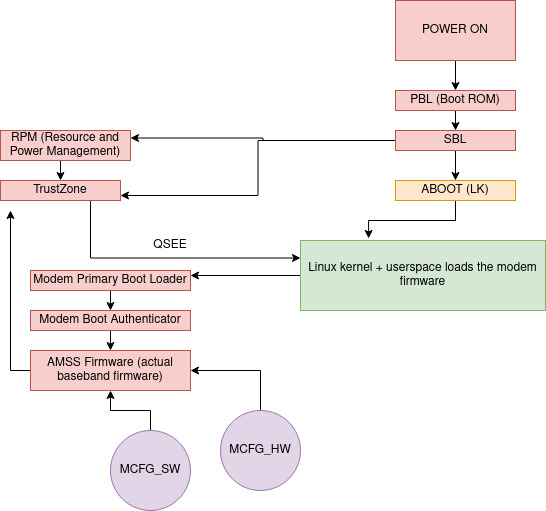 POWER ON
PBL (Boot ROM)
RPM (Resource and
Power Management)
SBL
TrustZone
ABOOT (LK)
QSEE
Linux kernel + userspace loads the modem
firmware
Modem Primary Boot Loader
Modem Boot Authenticator
AMSS Firmware (actual
baseband firmware)
MCFG_HW
MCFG_SW